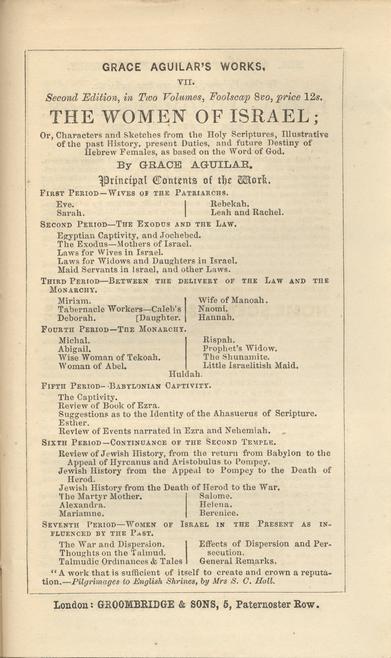 GRACE AGUILAR'S WORKS.
VII.
Second Edition, in Two Volumes, Foolscap 8vo, price 12s.
THE WOMEN OF ISRAEL;
Or, Characters and Sketches from the Holy Scriptures, Illustrative
of the past History, present Duties, and future Destiny of
Hebrew Females, as based on the Word of God.
By GRACE AGUILAR.
Principal Contents of the Work.
FIRST PERIOD—WIVES OF THE PATRIARCHS.
Eve. | Rebekah.
Sarah. | Leah and Rachel.
SECOND PERIOD—THE EXODUS AND THE LAW.
Egyptian Captivity, and Jochebed.
The Exodus—Mothers of Israel.
Laws for Wives in Israel.
Laws for Widows and Daughters in Israel.
Maid Servants in Israel, and other Laws.
THIRD PERIOD—BETWEEN THE DELIVERY OF THE LAW AND THE
MONARCHY.
Miriam. | Wife of Manoah.
Tabernacle Workers—Caleb's | Naomi.
Deborah. [Daughter. | Hannah.
FOURTH PERIOD—THE MONARCHY.
Michal. | Rispah.
Abigail. | Prophet's Widow.
Wise Woman of Tekoah. | The Shunamite.
Woman of Abel. | Little Israelitish Maid.
Huldah.
FIFTH PERIOD—BABYLONIAN CAPTIVITY.
The Captivity.
Review of Book of Ezra.
Suggestions as to the Identity of the Ahasuerus of Scripture.
Esther.
Review of Events narrated in Ezra and Nehemiah.
SIXTH PERIOD—CONTINUANCE OF THE SECOND TEMPLE.
Review of Jewish History, from the return from Babylon to the
Appeal of Hyrcanus and Aristobulus to Pompey.
Jewish History from the Appeal to Pompey to the Death of
Herod.
Jewish History from the Death of Herod to the War.
The Martyr Mother. | Salome.
Alexandra. | Helena.
Mariamne. | Berenice.
SEVENTH PERIOD—WOMEN OF ISRAEL IN THE PRESENT AS IN-
FLUENCED BY THE PAST.
The War and Dispersion. | Effects of Dispersion and Per-
Thoughts on the Talmud. | secution.
Talmudic Ordinances & Tales | General Remarks.
"A work that is sufficient of itself to create and crown a reputa-
tion.—Pilgrimages to English Shrines, by Mrs S. C. Hall.
London: GROOMBRIDGE & SONS, 5, Paternoster Row.